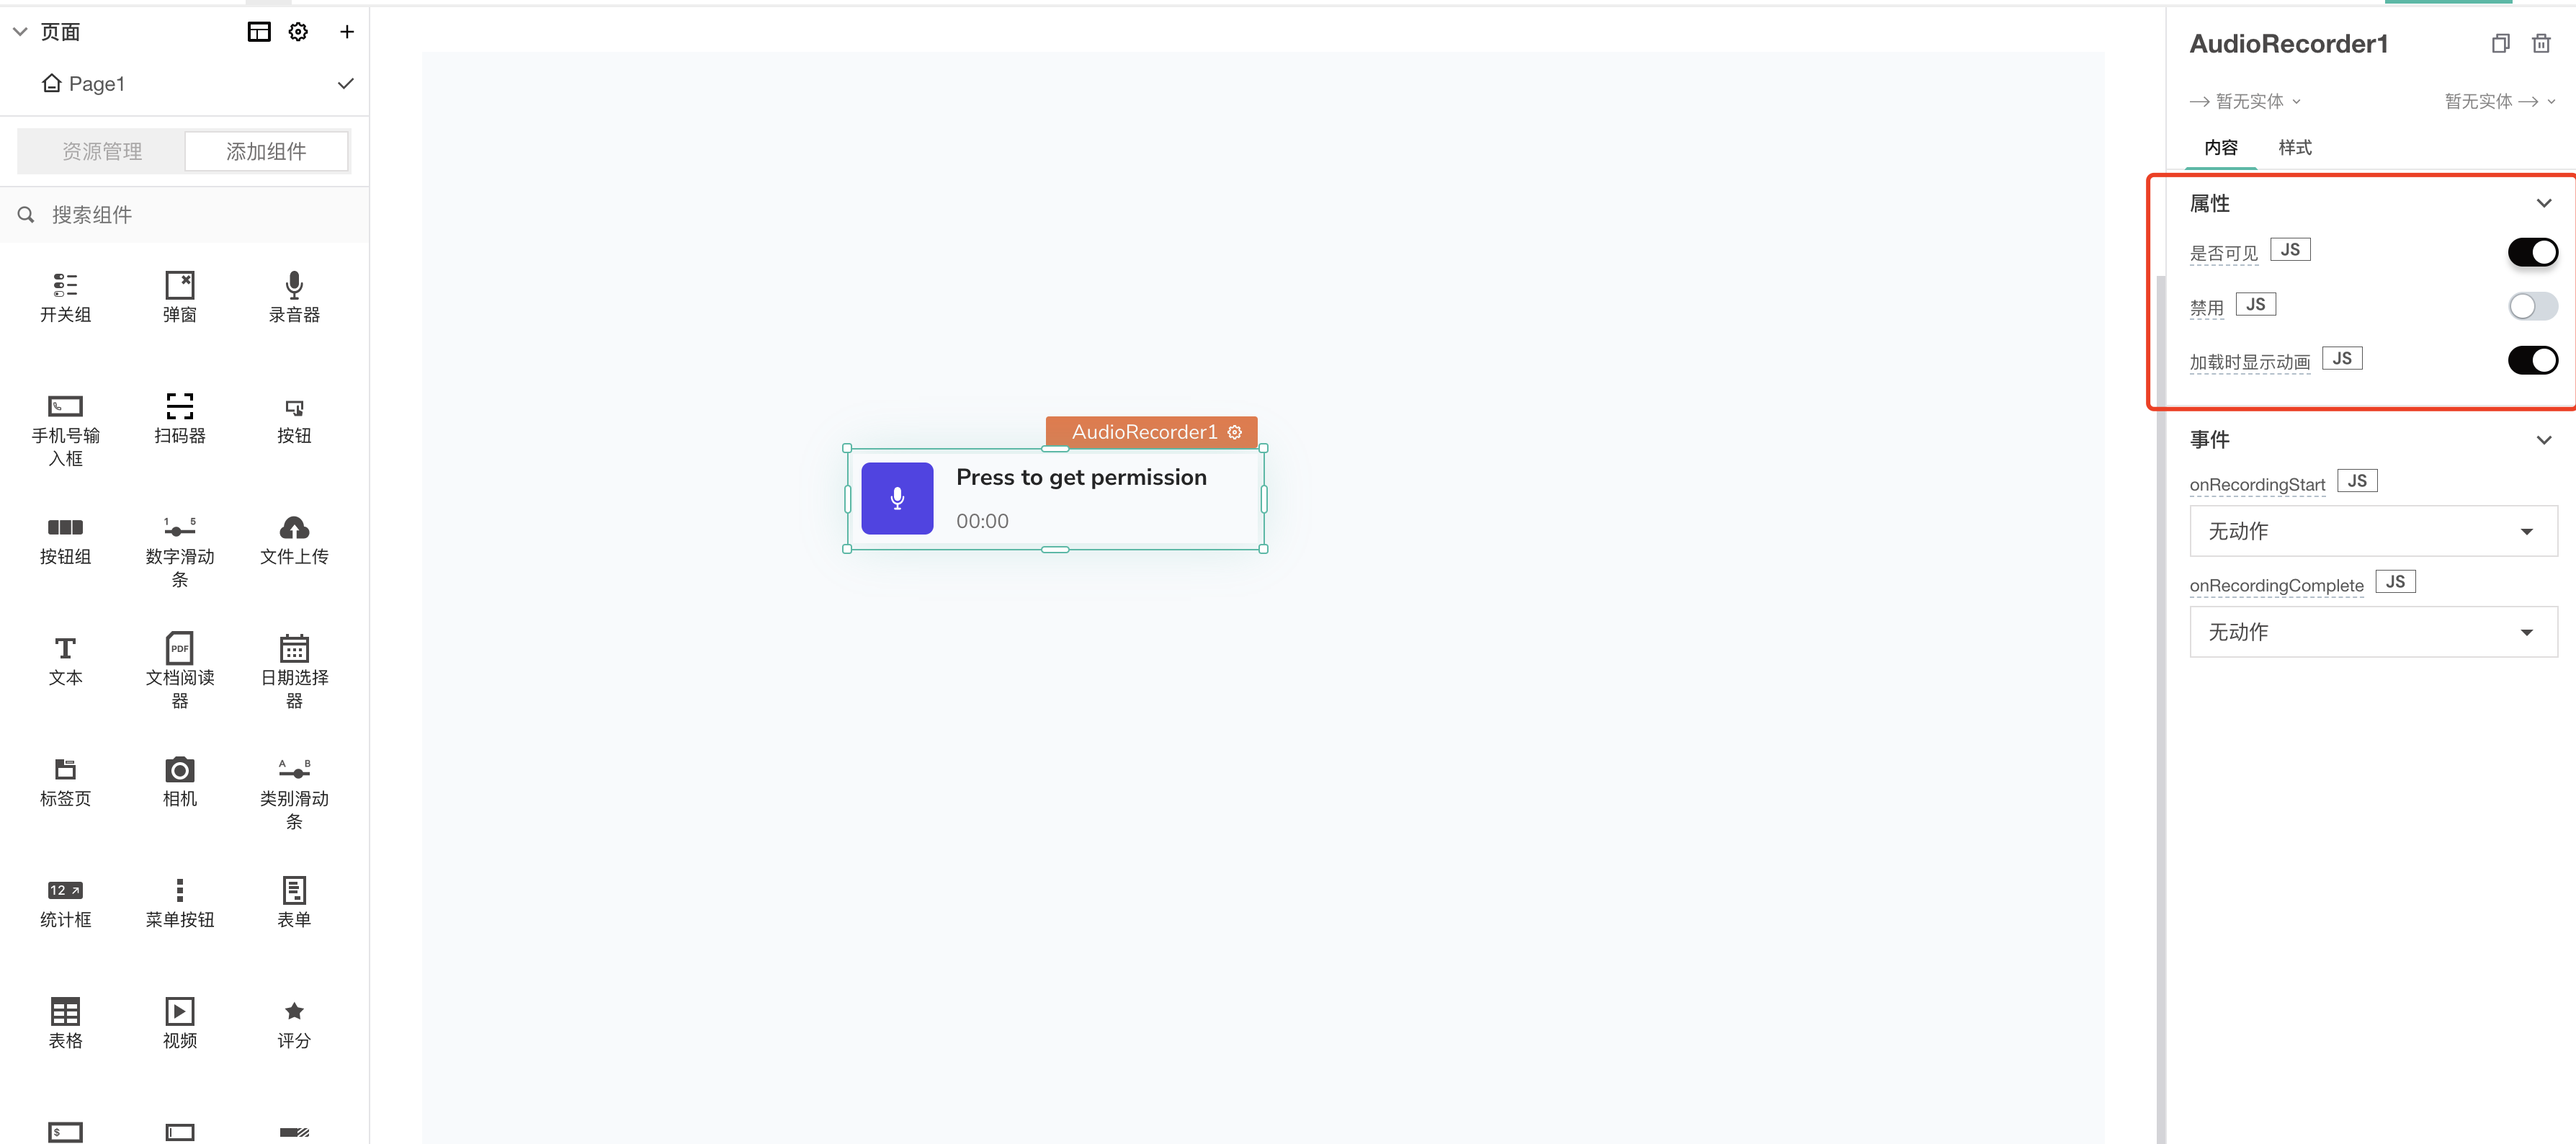 页面
Page1
资源管理
添加组件
搜索组件
开关组
弹窗
录音器
手机号输
入框
扫码器
按钮
按钮组
1 5
数字滑动
条
文件上传
T
文本
PDF
文档阅读
器
日期选择
器
标签页
相机
A B
类别滑动
条
12
统计框
菜单按钮
表单
表格
视频
评分
$
AudioRecorder1
Press to get permission
00:00
AudioRecorder1
暂无实体
暂无实体
内容
样式
属性
是否可见 JS
禁用 JS
加载时显示动画 JS
事件
onRecordingStart JS
无动作
onRecordingComplete JS
无动作